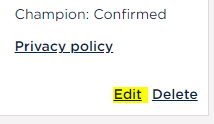 Champion: Confirmed
Privacy policy
Edit Delete